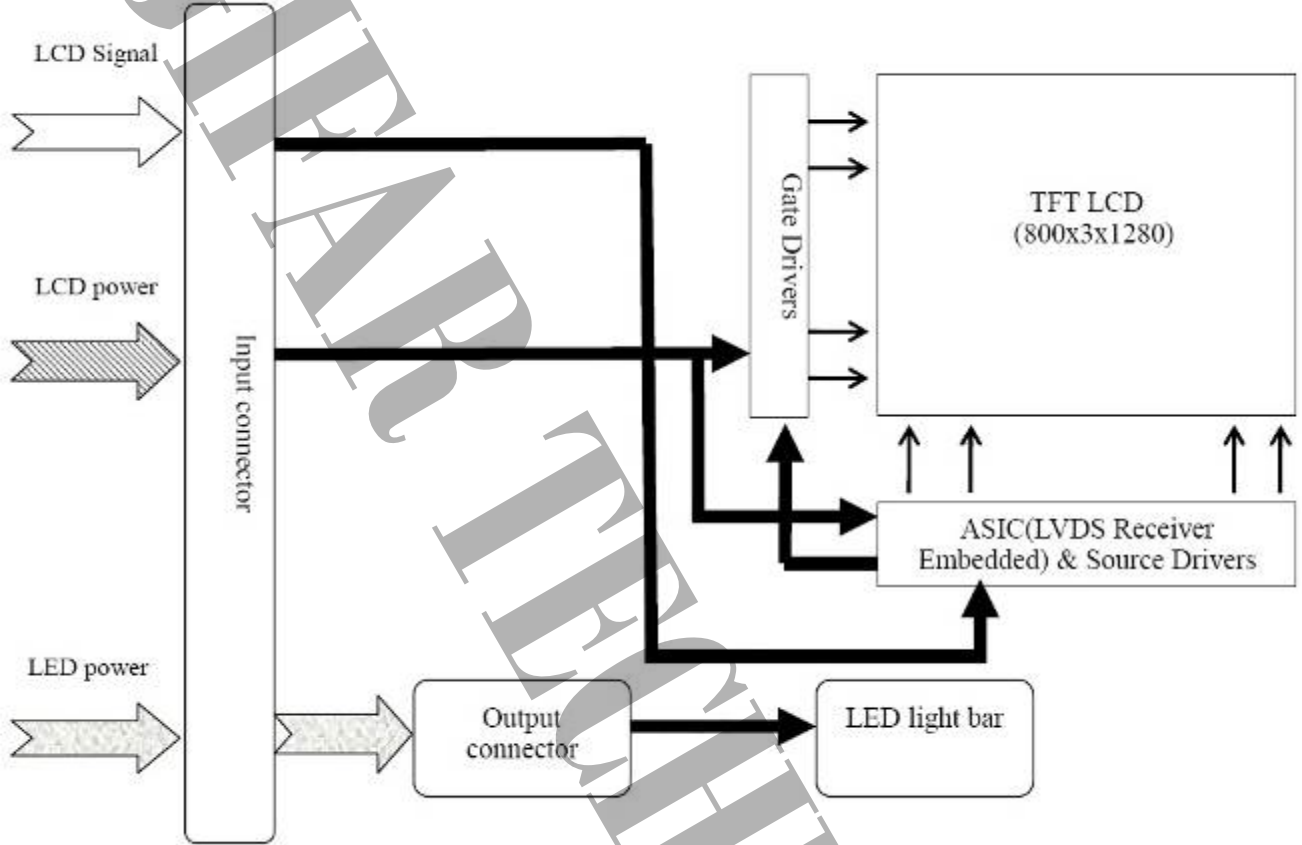 LCD Signal
LCD power
LED power
Input connector
Gate Drivers
TFT LCD
(800x3x1280)
ASIC(LVDS Receiver
Embedded) & Source Drivers
Output
connector
LED light bar